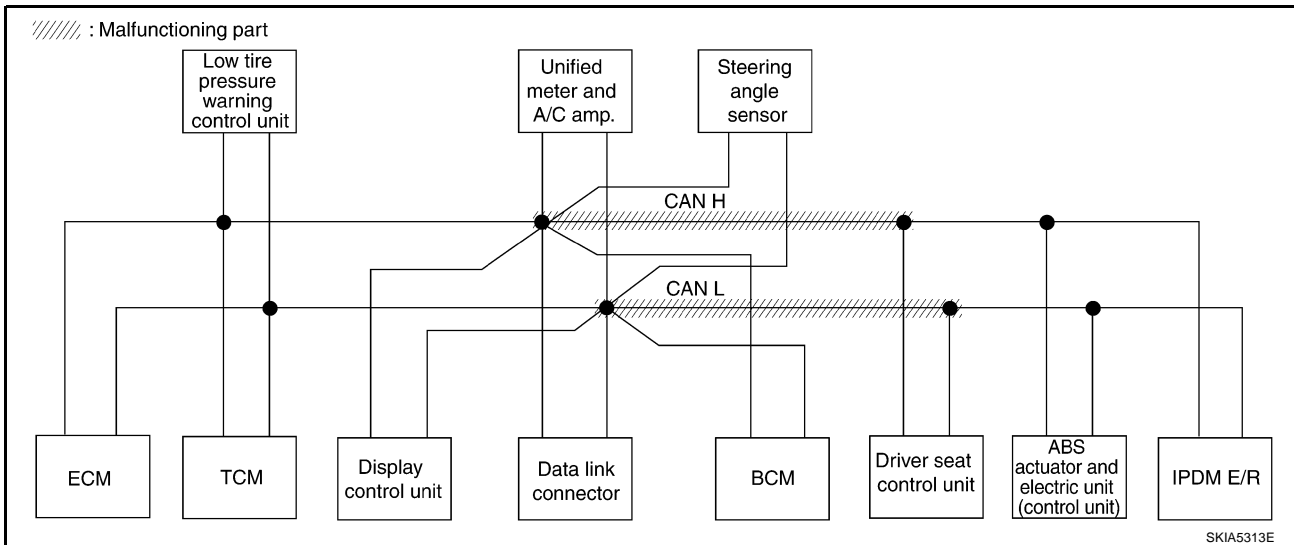 : Malfunctioning part
Low tire
pressure
warning
control unit
Unified
meter and
A/C amp.
Steering
angle
sensor
CAN H
CAN L
ECM
TCM
Display
control unit
Data link
connector
BCM
Driver seat
control unit
ABS
actuator and
electric unit
(control unit)
IPDM E/R
SKIA5313E